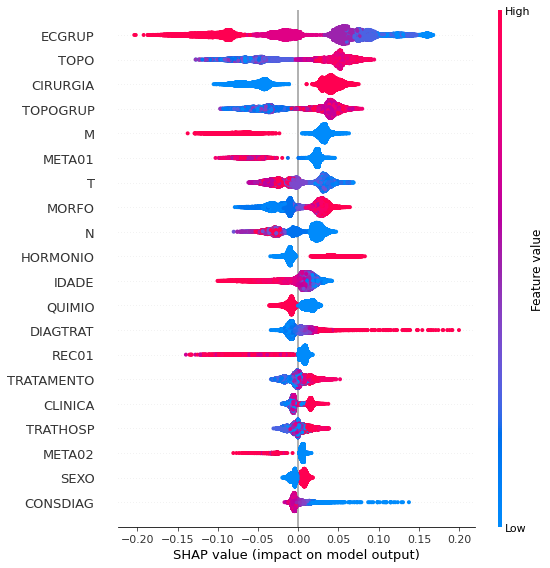 High
ECGRUP
TOPO
CIRURGIA
TOPOGRUP
M
META01
T
MORFO
N
HORMONIO
IDADE
QUIMIO
DIAGTRAT
REC01
TRATAMENTO
CLINICA
TRATHOSP
META02
SEXO
CONSDIAG
Feature value
Low
−0.20 −0.15 −0.10 −0.05 0.00 0.05 0.10 0.15 0.20
SHAP value (impact on model output)